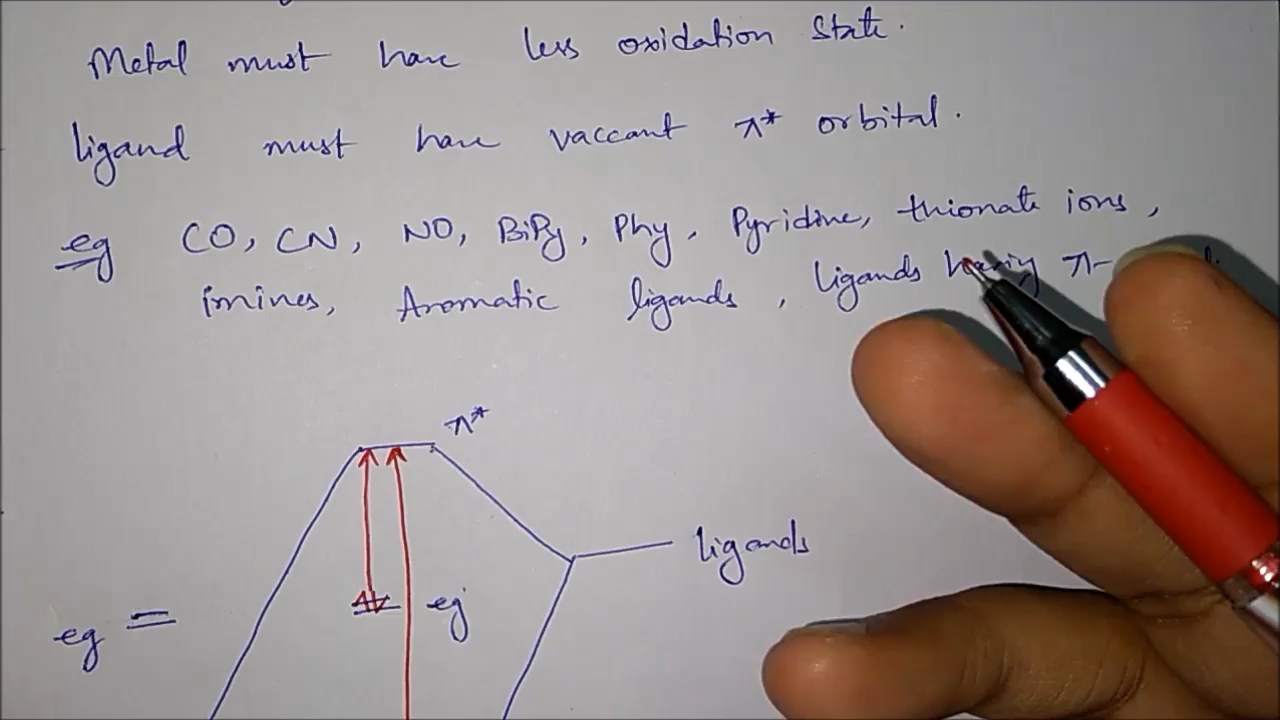 Metal must have less oxidation state.
ligand must have vaccant π* orbital.
eg CO, CN, NO, BiPy, Phy, Pyridine, thionate ions,
imines, Aromatic ligands, ligands having π-
π*
ligands
eg
eg